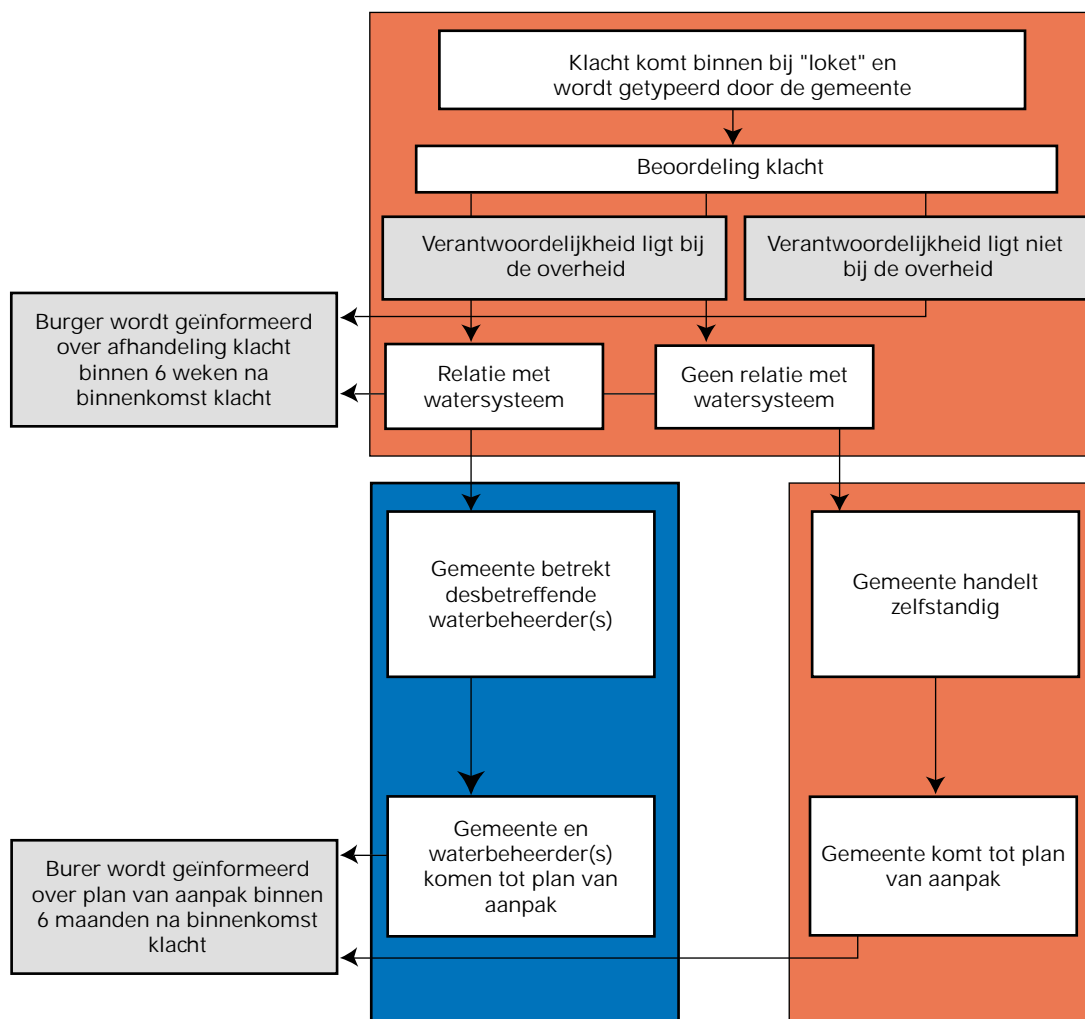 Klacht komt binnen bij "loket" en
wordt getypeerd door de gemeente
Beoordeling klacht
Verantwoordelijkheid ligt bij
de overheid
Verantwoordelijkheid ligt niet
bij de overheid
Burger wordt geïnformeerd
over afhandeling klacht
binnen 6 weken na
binnenkomst klacht
Relatie met
watersysteem
Geen relatie met
watersysteem
Gemeente betrekt
desbetreffende
waterbeheerder(s)
Gemeente handelt
zelfstandig
Gemeente en
waterbeheerder(s)
komen tot plan van
aanpak
Gemeente komt tot plan
van aanpak
Burer wordt geïnformeerd
over plan van aanpak binnen
6 maanden na binnenkomst
klacht